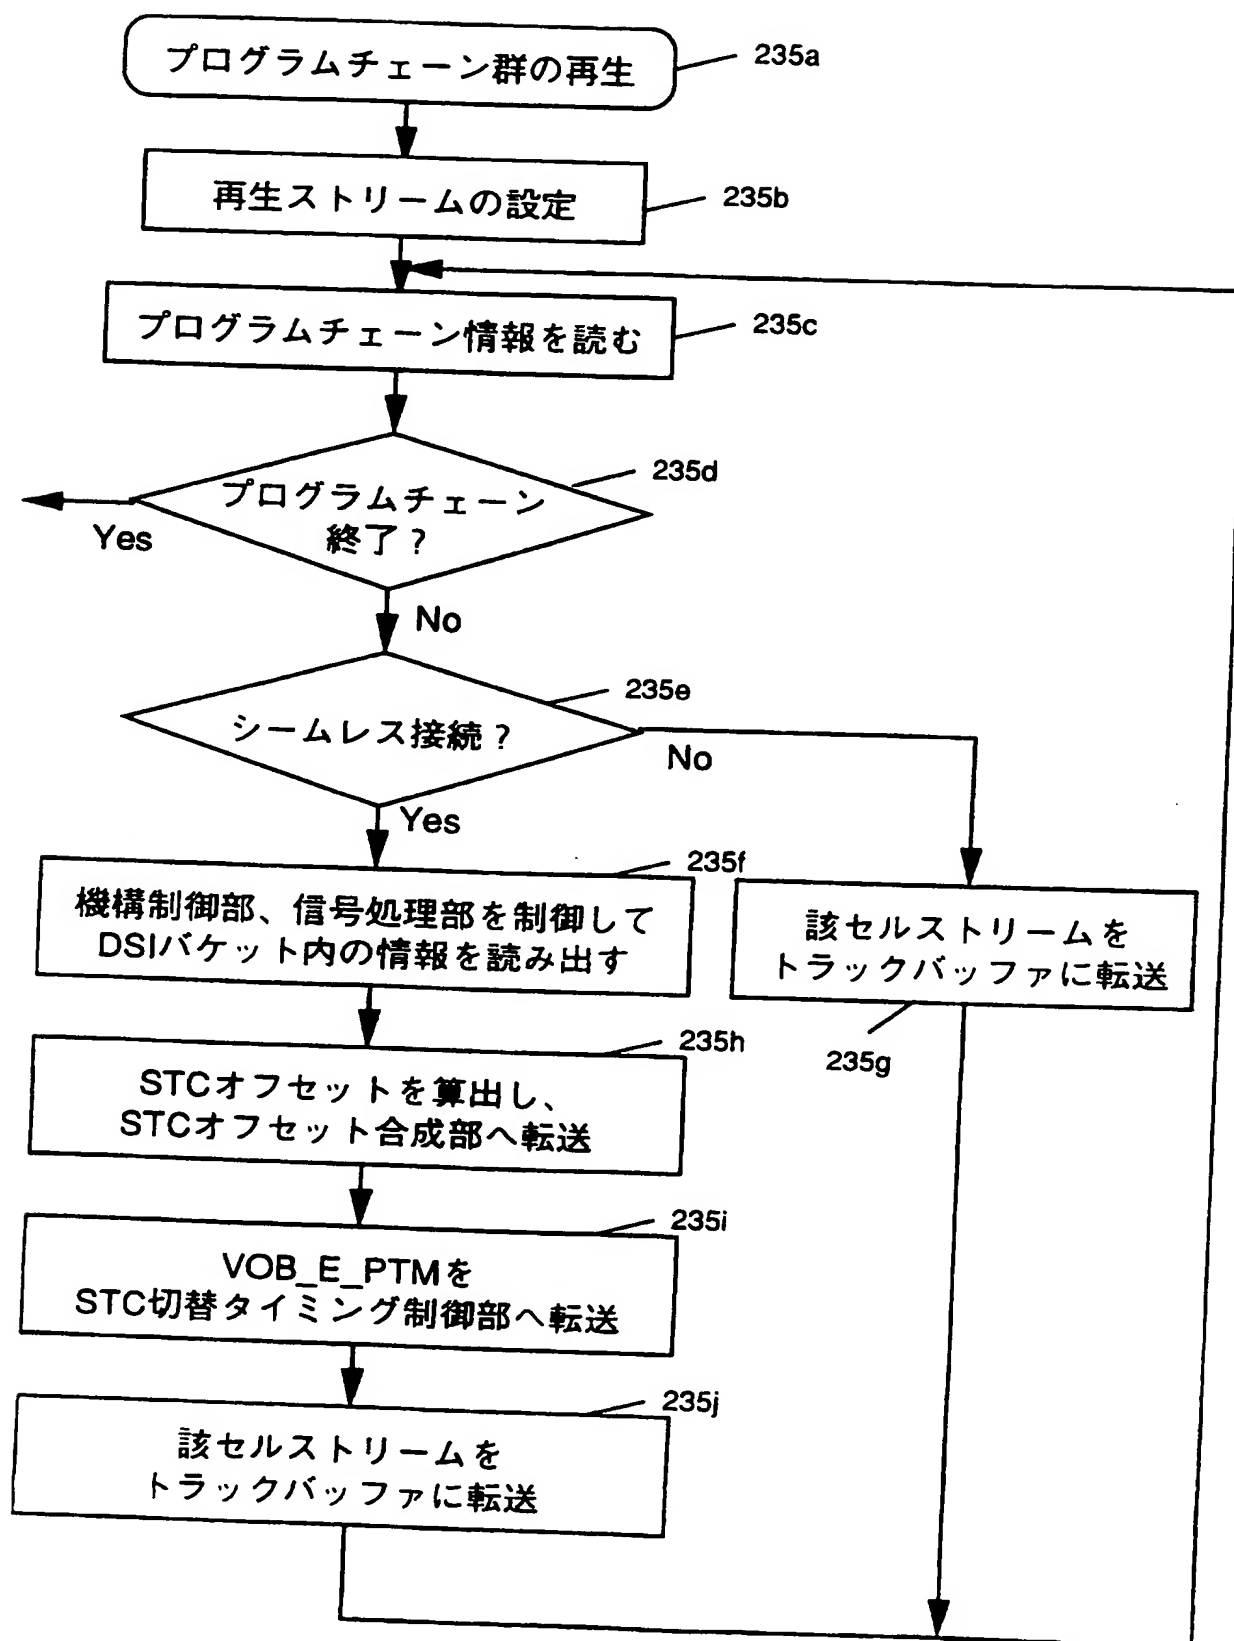 プログラムチェーン群の再生
235a
再生ストリームの設定
235b
プログラムチェーン情報を読む
235c
プログラムチェーン
終了?
235d
Yes
No
シームレス接続?
235e
No
Yes
235f
機構制御部、信号処理部を制御して
DSIパケット内の情報を読み出す
該セルストリームを
トラックバッファに転送
235g
235h
STCオフセットを算出し、
STCオフセット合成部へ転送
235i
VOB_E_PTMを
STC切替タイミング制御部へ転送
235j
該セルストリームを
トラックバッファに転送